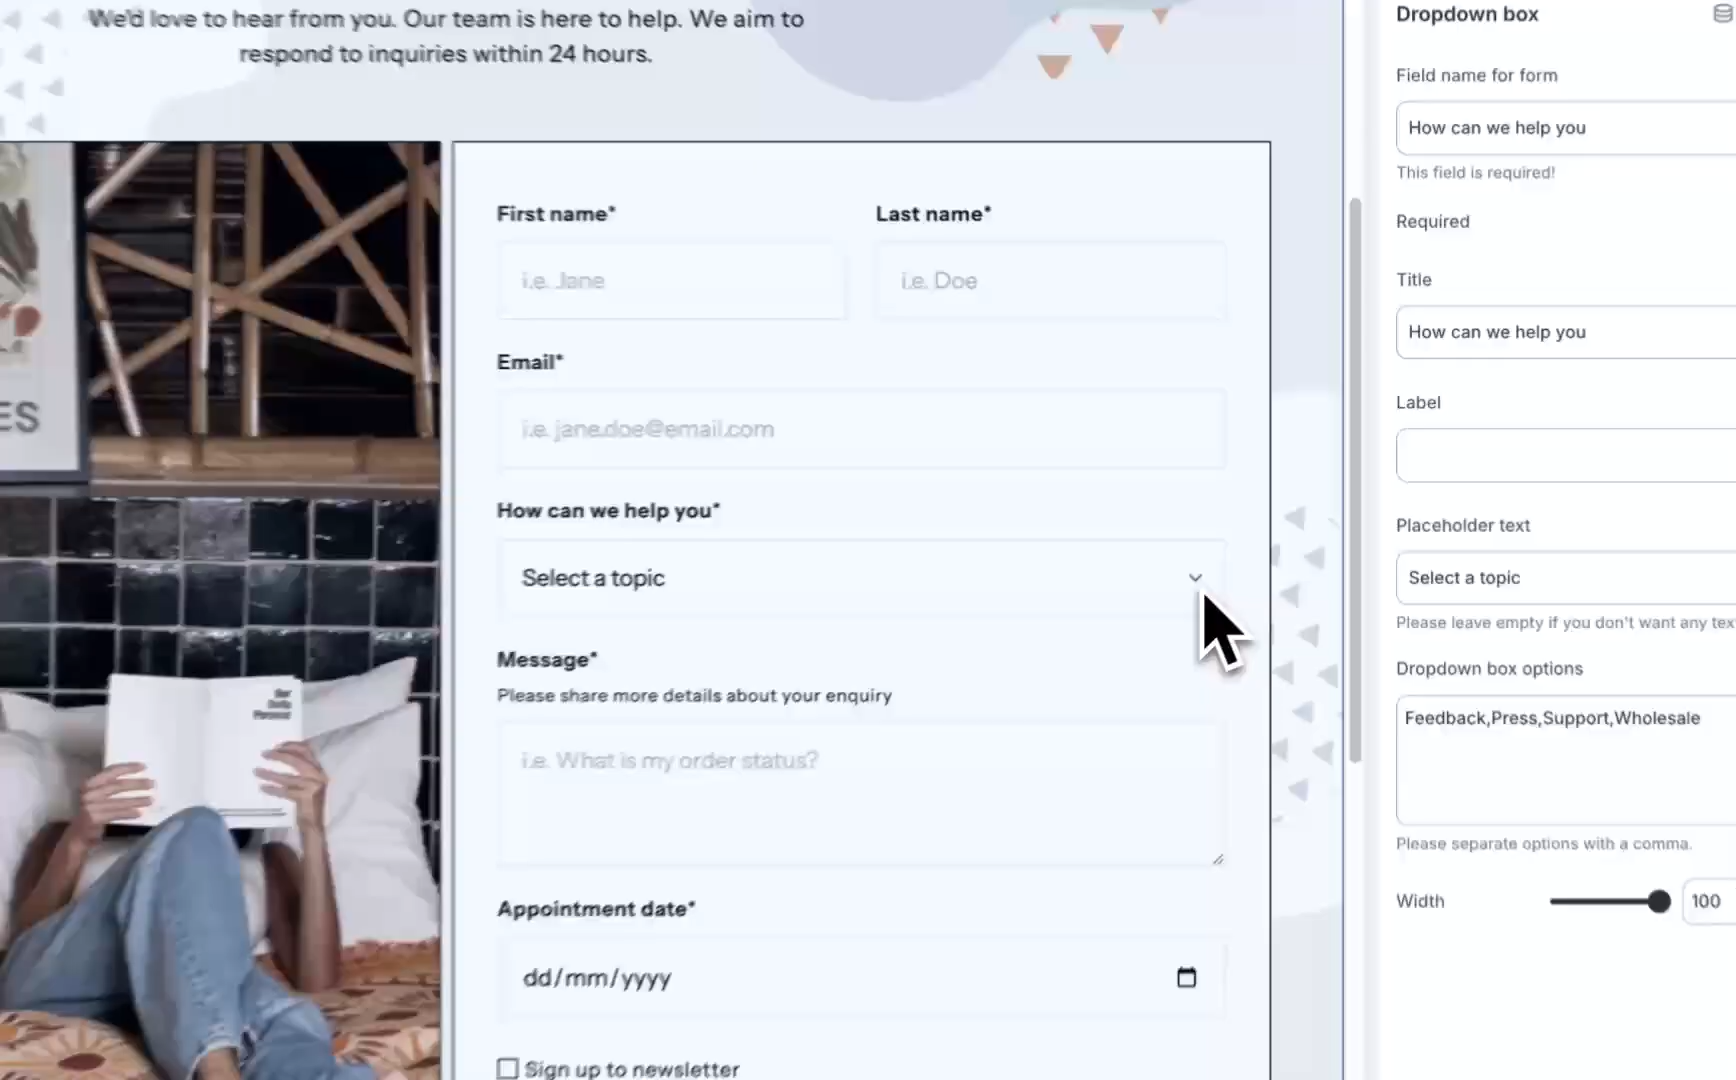 We'd love to hear from you. Our team is here to help. We aim to
respond to inquiries within 24 hours.
ES
First name*
Last name*
i.e. Jane
i.e. Doe
Email*
i.e. jane.doe@email.com
How can we help you*
Select a topic
Message*
Please share more details about your enquiry
i.e. What is my order status?
Appointment date*
dd/mm/yyyy
Sign up to newsletter
Dropdown box
Field name for form
How can we help you
This field is required!
Required
Title
How can we help you
Label
Placeholder text
Select a topic
Please leave empty if you don't want any tex
Dropdown box options
Feedback,Press,Support,Wholesale
Please separate options with a comma.
Width
100